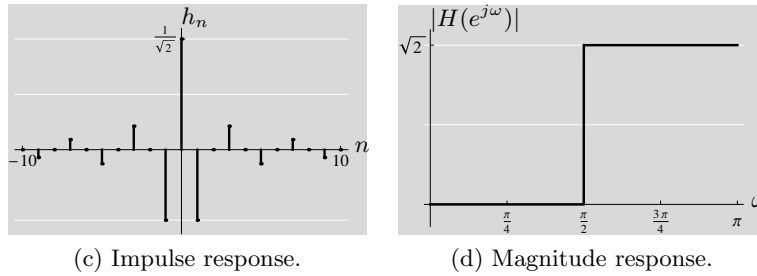 h_n
1/√2
-10
10 n
(c) Impulse response.
|H(e^{jω})|
√2
π/4
π/2
3π/4
π
ω
(d) Magnitude response.